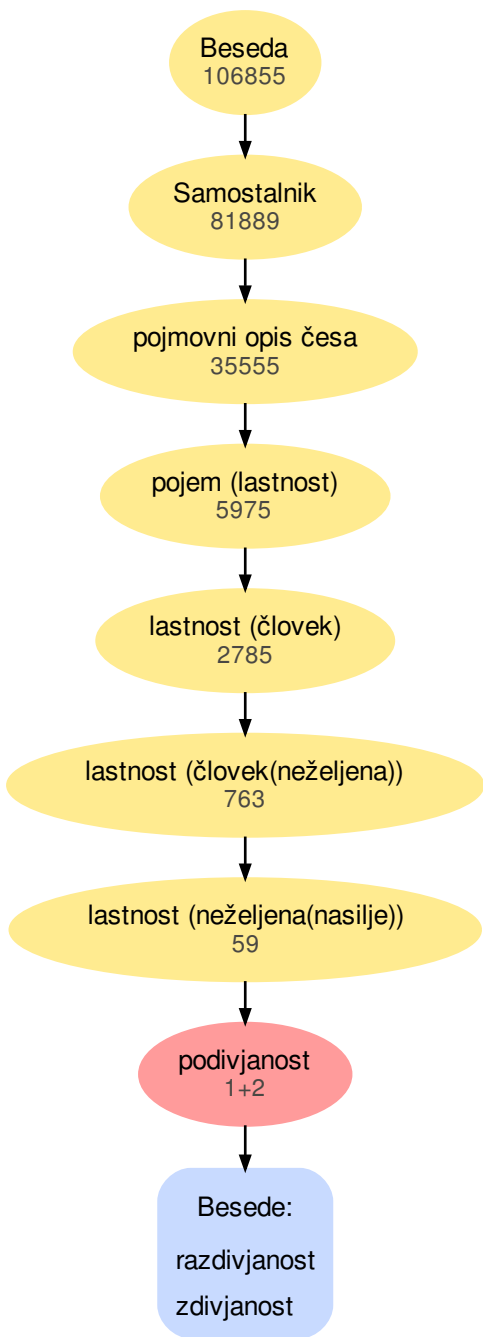 Beseda
106855
Samostalnik
81889
pojmovni opis česa
35555
pojem (lastnost)
5975
lastnost (človek)
2785
lastnost (človek(neželjena))
763
lastnost (neželjena(nasilje))
59
podivjanost
1+2
Besede:
razdivjanost
zdivjanost